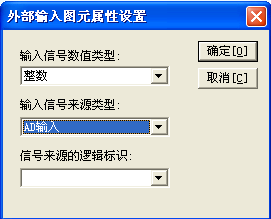 外部输入图元属性设置
输入信号数值类型:
确定[O]
整数
取消[C]
输入信号来源类型:
AD输入
信号来源的逻辑标识: